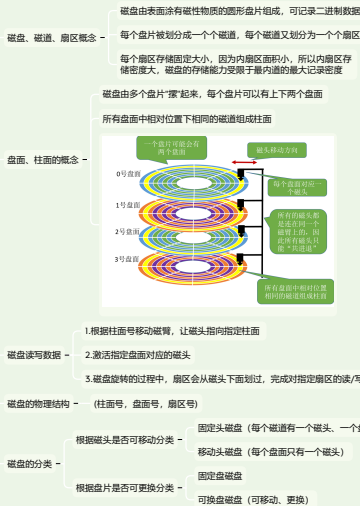 磁盘由表面涂有磁性物质的圆形盘片组成，可记录二进制数据
磁盘、磁道、扇区概念
每个盘片被划分成一个个磁道，每个磁道又划分为一个个扇区
每个扇区存储固定大小，因为内扇区面积小，所以内扇区存
储密度大，磁盘的存储能力受限于最内道的最大记录密度
磁盘由多个盘片"摞"起来，每个盘片可以有上下两个盘面
所有盘面中相对位置下相同的磁道组成柱面
盘面、柱面的概念
一个盘片可能会有
两个盘面
磁头移动方向
0号盘面
每个盘面对应一
个磁头
1号盘面
所有的磁头都
是连在同一个
磁臂上的，因
此所有磁头只
能“共进退”
2号盘面
3号盘面
所有盘面中相对位置
相同的磁道组成柱面
1.根据柱面号移动磁臂，让磁头指向指定柱面
磁盘读写数据
2.激活指定盘面对应的磁头
3.磁盘旋转的过程中，扇区会从磁头下面划过，完成对指定扇区的读/写
磁盘的物理结构
(柱面号，盘面号，扇区号)
固定头磁盘（每个磁道有一个磁头、一个盘
根据磁头是否可移动分类
移动头磁盘（每个盘面只有一个磁头）
磁盘的分类
固定盘磁盘
根据盘片是否可更换分类
可换盘磁盘（可移动、更换）